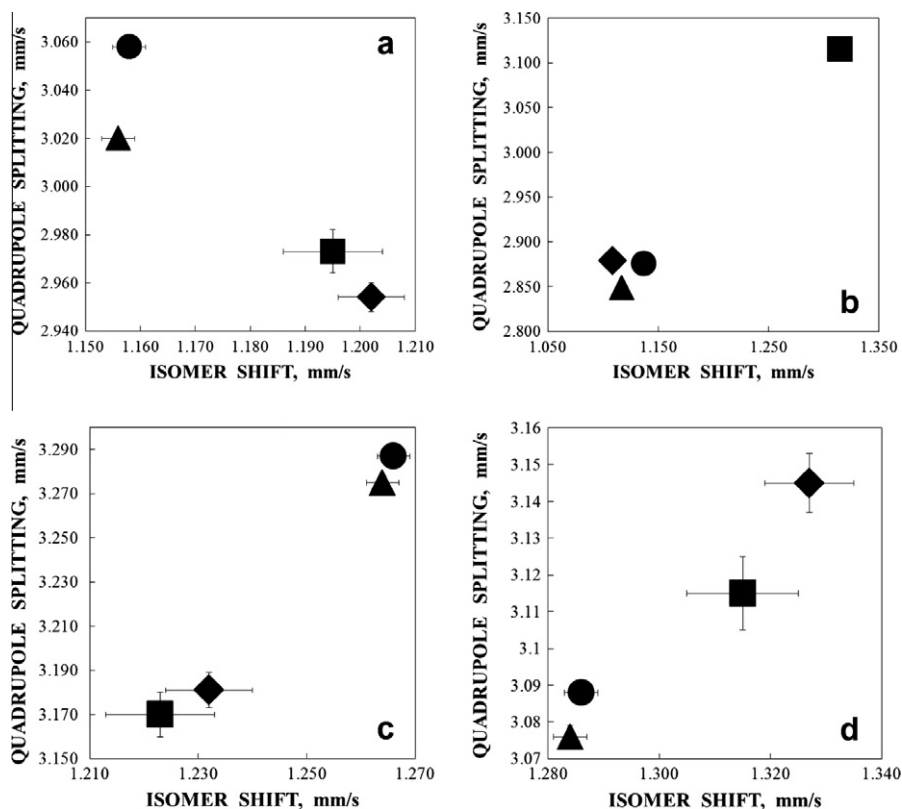 QUADRUPOLE SPLITTING, mm/s
3.060
3.040
3.020
3.000
2.980
2.960
2.940
a
1.150 1.160 1.170 1.180 1.190 1.200 1.210
ISOMER SHIFT, mm/s
QUADRUPOLE SPLITTING, mm/s
3.150
3.100
3.050
3.000
2.950
2.900
2.850
2.800
b
1.050 1.150 1.250 1.350
ISOMER SHIFT, mm/s
QUADRUPOLE SPLITTING, mm/s
3.290
3.270
3.250
3.230
3.210
3.190
3.170
3.150
c
1.210 1.230 1.250 1.270
ISOMER SHIFT, mm/s
QUADRUPOLE SPLITTING, mm/s
3.16
3.15
3.14
3.13
3.12
3.11
3.1
3.09
3.08
3.07
d
1.280 1.300 1.320 1.340
ISOMER SHIFT, mm/s